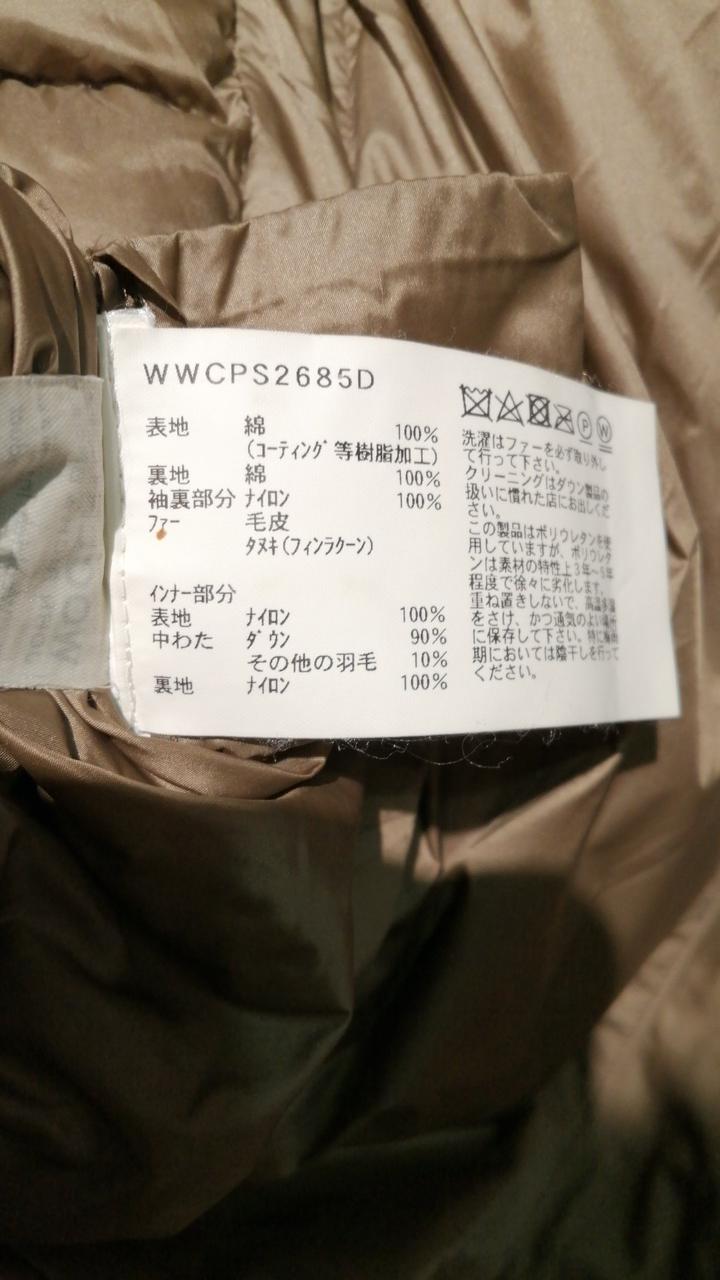 WWCPS2685D
表地 綿 100%
(コーティング等樹脂加工)
裏地 綿 100%
袖裏部分 ナイロン 100%
ファー 毛皮
タヌキ(フィンラクーン)
インナー部分
表地 ナイロン 100%
中わた ダウン 90%
その他の羽毛 10%
裏地 ナイロン 100%
P W
洗濯はファーを必ず取り外し
て行って下さい。
クリーニングはダウン製品の
扱いに慣れた店にお出しくだ
さい。
この製品はポリウレタンを使
用していますが、ポリウレタ
ンは素材の特性上3年~5年
程度で徐々に劣化します。
重ね置きしないで、高温多湿
をさけ、かつ通気のよい場所
に保存して下さい。特に梅雨
期においては陰干しを行って
ください。